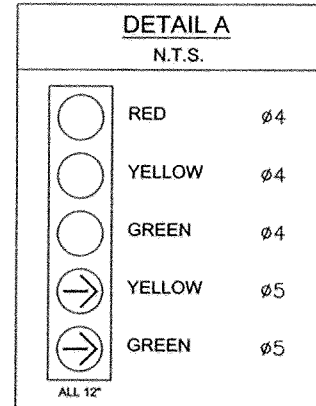 DETAIL A
N.T.S.
RED ø4
YELLOW ø4
GREEN ø4
YELLOW ø5
GREEN ø5
ALL 12"